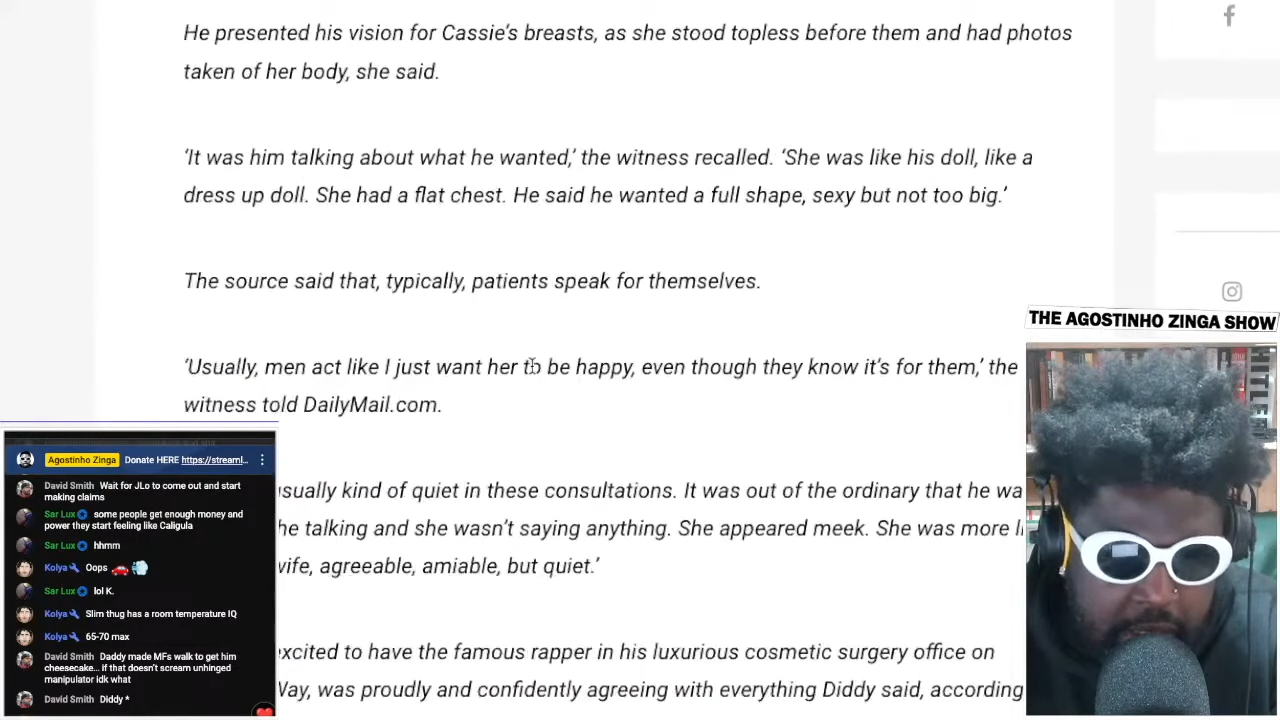 He presented his vision for Cassie's breasts, as she stood topless before them and had photos
taken of her body, she said.
'It was him talking about what he wanted,' the witness recalled. 'She was like his doll, like a
dress up doll. She had a flat chest. He said he wanted a full shape, sexy but not too big.'
The source said that, typically, patients speak for themselves.
'Usually, men act like I just want her to be happy, even though they know it's for them,' the
witness told DailyMail.com.
usually kind of quiet in these consultations. It was out of the ordinary that he wa
he talking and she wasn't saying anything. She appeared meek. She was more li
wife, agreeable, amiable, but quiet.'
excited to have the famous rapper in his luxurious cosmetic surgery office on
Way, was proudly and confidently agreeing with everything Diddy said, according
THE AGOSTINHO ZINGA SHOW
Agostinho Zinga Donate HERE https://streaml...
David Smith Wait for JLo to come out and start
making claims
Sar Lux some people get enough money and
power they start feeling like Caligula
Sar Lux hhmm
Kolya Oops
Sar Lux lol K.
Kolya Slim thug has a room temperature IQ
Kolya 65-70 max
David Smith Daddy made MFs walk to get him
cheesecake... if that doesn't scream unhinged
manipulator idk what
David Smith Diddy *